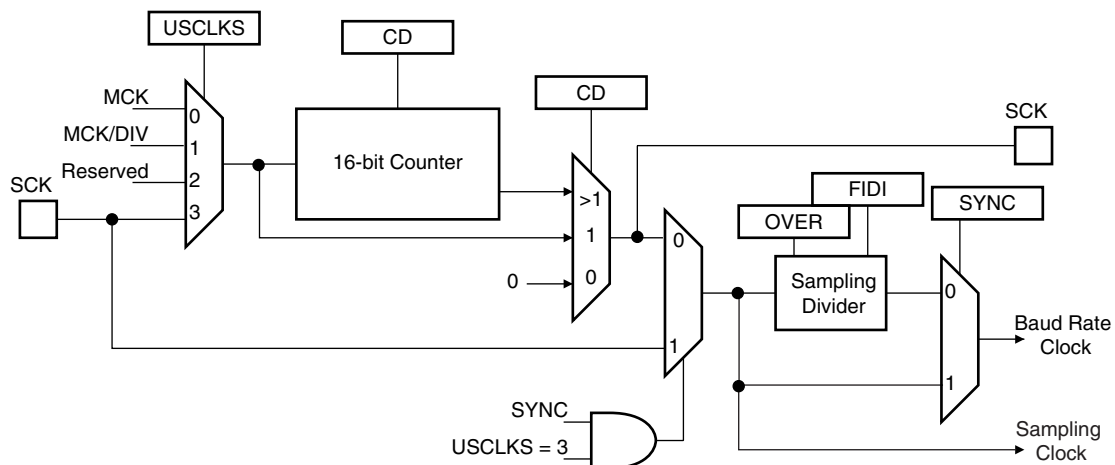 USCLKS
CD
CD
SCK
MCK
0
MCK/DIV
1
16-bit Counter
Reserved
2
SCK
3
>1
FIDI
OVER
SYNC
1
0
0
0
Sampling
Divider
0
Baud Rate
Clock
1
1
SYNC
USCLKS = 3
Sampling
Clock